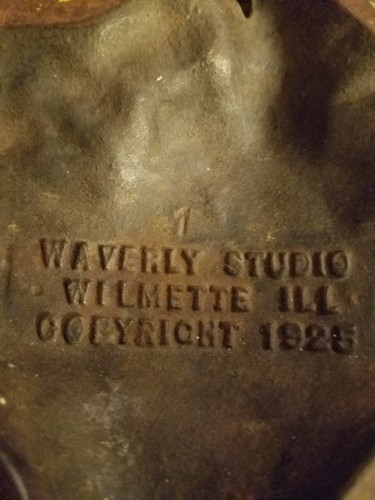 1
WAVERLY STUDIO
WILMETTE ILL
COPYRIGHT 1925